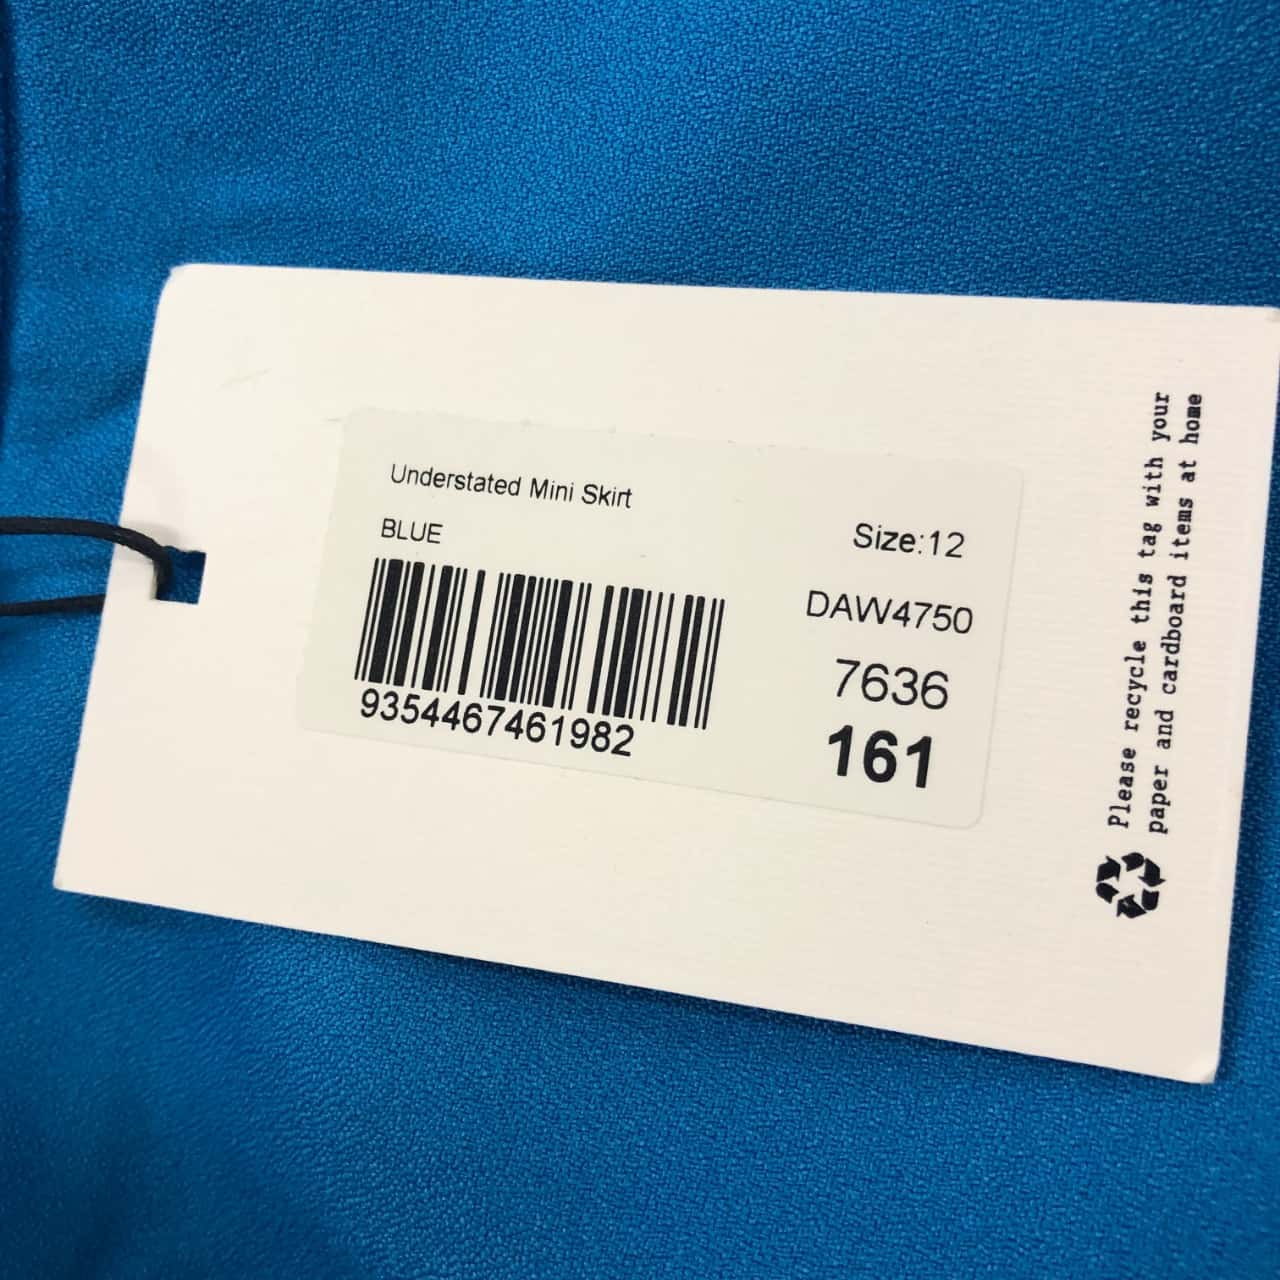 Understated Mini Skirt
BLUE
Size:12
DAW4750
7636
161
9354467461982
Please recycle this tag with your
paper and cardboard items at home